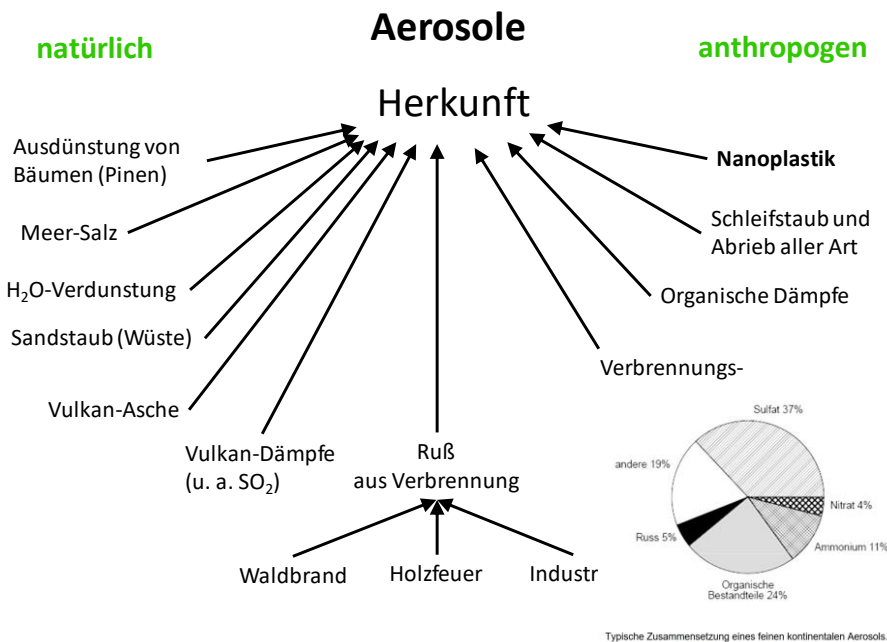 Aerosole
natürlich
anthropogen
Herkunft
Ausdünstung von
Bäumen (Pinen)
Meer-Salz
H₂O-Verdunstung
Sandstaub (Wüste)
Vulkan-Asche
Vulkan-Dämpfe
(u. a. SO₂)
Ruß
aus Verbrennung
Waldbrand
Holzfeuer
Industr
Nanoplastik
Schleifstaub und
Abrieb aller Art
Organische Dämpfe
Verbrennungs-
Sulfat 37%
andere 19%
Nitrat 4%
Russ 5%
Ammonium 11%
Organische
Bestandteile 24%
Typische Zusammensetzung eines feinen kontinentalen Aerosols.